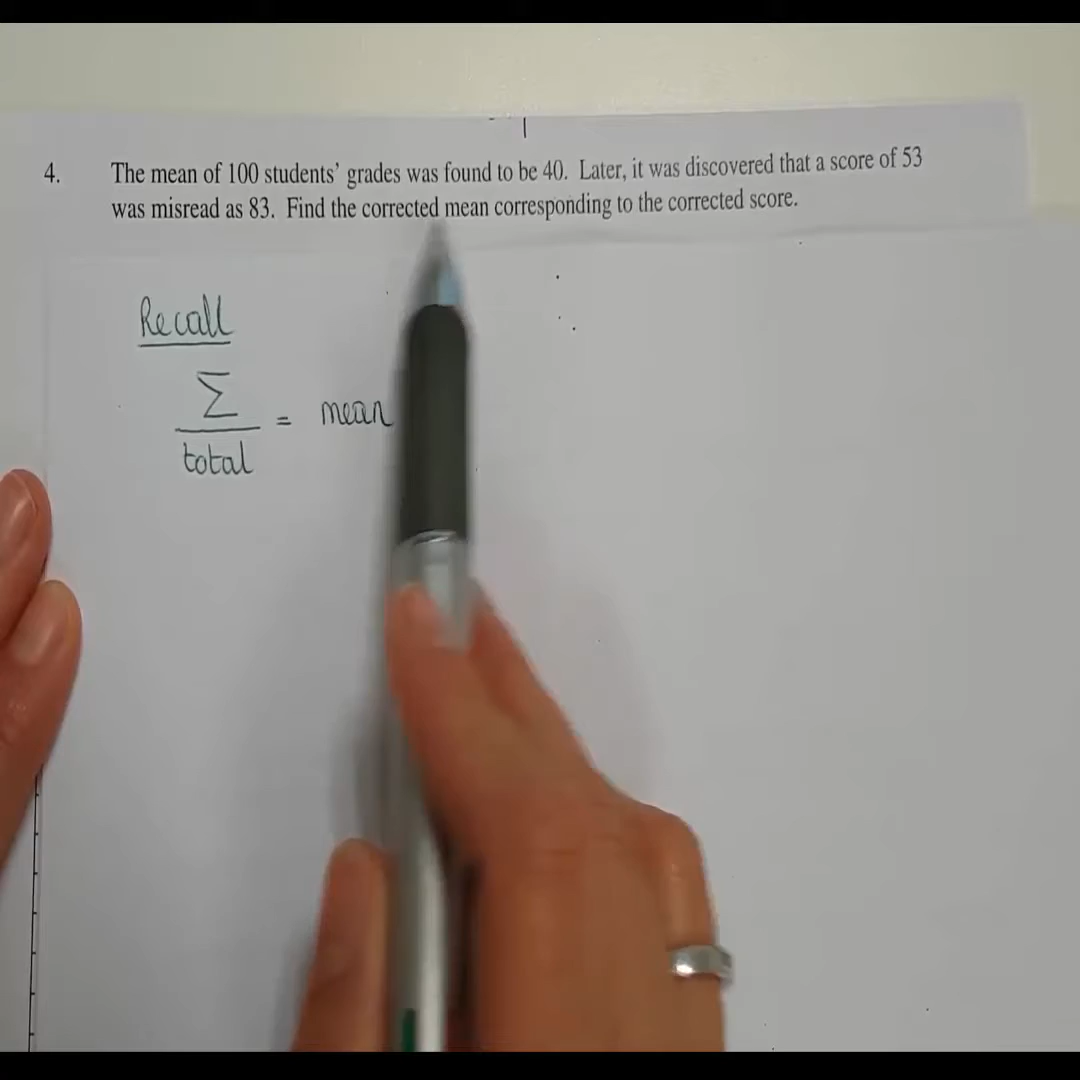 4. The mean of 100 students' grades was found to be 40. Later, it was discovered that a score of 53
was misread as 83. Find the corrected mean corresponding to the corrected score.
Recall
Σ
= mean
total